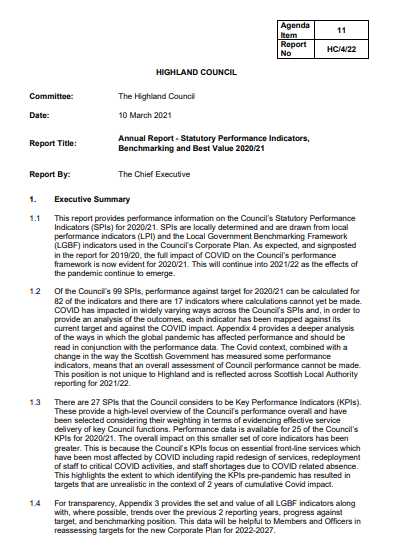 Agenda
Item
11
Report
No
HC/4/22
HIGHLAND COUNCIL
Committee: The Highland Council
Date: 10 March 2021
Report Title: Annual Report - Statutory Performance Indicators,
Benchmarking and Best Value 2020/21
Report By: The Chief Executive
1. Executive Summary
1.1 This report provides performance information on the Council's Statutory Performance
Indicators (SPIs) for 2020/21. SPIs are locally determined and are drawn from local
performance indicators (LPI) and the Local Government Benchmarking Framework
(LGBF) indicators used in the Council's Corporate Plan. As expected, and signposted
in the report for 2019/20, the full impact of COVID on the Council's performance
framework is now evident for 2020/21. This will continue into 2021/22 as the effects of
the pandemic continue to emerge.
1.2 Of the Council's 99 SPIs, performance against target for 2020/21 can be calculated for
82 of the indicators and there are 17 indicators where calculations cannot yet be made.
COVID has impacted in widely varying ways across the Council's SPIs and, in order to
provide an analysis of the outcomes, each indicator has been mapped against its
current target and against the COVID impact. Appendix 4 provides a deeper analysis
of the ways in which the global pandemic has affected performance and should be
read in conjunction with the performance data. The Covid context, combined with a
change in the way the Scottish Government has measured some performance
indicators, means that an overall assessment of Council performance cannot be made.
This position is not unique to Highland and is reflected across Scottish Local Authority
reporting for 2021/22.
1.3 There are 27 SPIs that the Council considers to be Key Performance Indicators (KPIs).
These provide a high-level overview of the Council's performance overall and have
been selected considering their weighting in terms of evidencing effective service
delivery of key Council functions. Performance data is available for 25 of the Council's
KPIs for 2020/21. The overall impact on this smaller set of core indicators has been
greater. This is because the Council's KPIs focus on essential front-line services which
have been most affected by COVID including rapid redesign of services, redeployment
of staff to critical COVID activities, and staff shortages due to COVID related absence.
This highlights the extent to which identifying the KPIs pre-pandemic has resulted in
targets that are unrealistic in the context of 2 years of cumulative Covid impact.
1.4 For transparency, Appendix 3 provides the set and value of all LGBF indicators along
with, where possible, trends over the previous 2 reporting years, progress against
target, and benchmarking position. This data will be helpful to Members and Officers in
reassessing targets for the new Corporate Plan for 2022-2027.